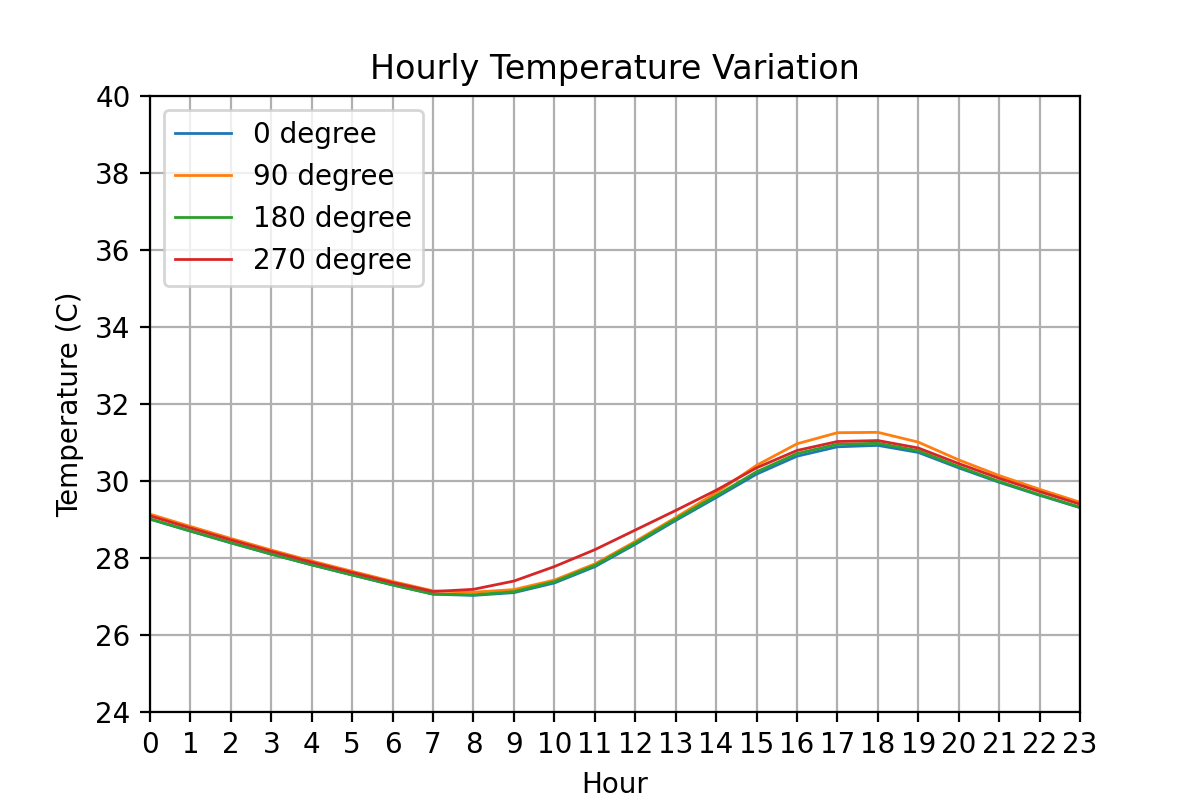 Hourly Temperature Variation
40
38
36
34
32
30
28
26
24
Temperature (C)
0 degree
90 degree
180 degree
270 degree
0 1 2 3 4 5 6 7 8 9 10 11 12 13 14 15 16 17 18 19 20 21 22 23
Hour